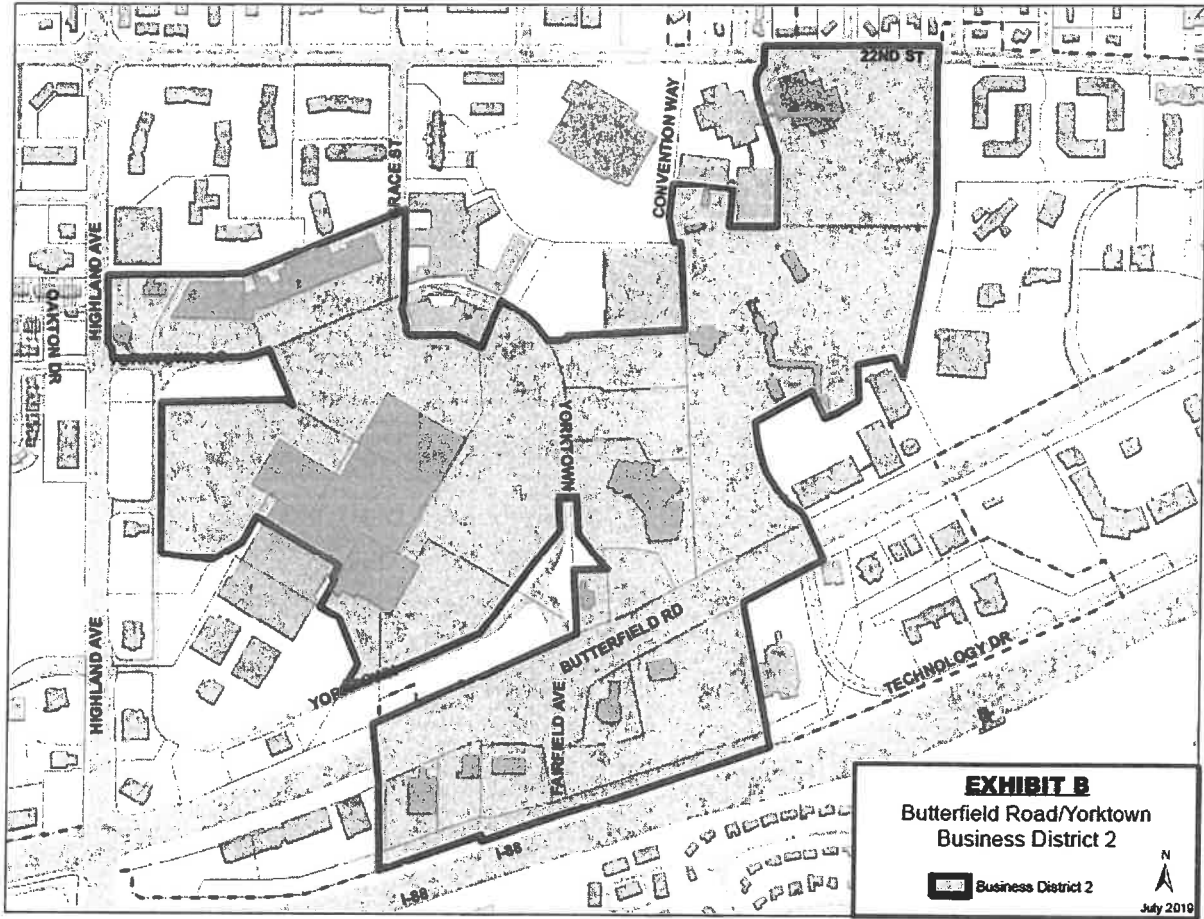 22ND ST
CONVENTION WAY
GRACE ST
HIGHLAND AVE
OAKTON DR
YORKTOWN
HIGHLAND AVE
BUTTERFIELD RD
FAIRFIELD AVE
TECHNOLOGY DR
I-88
I-88
EXHIBIT B
Butterfield Road/Yorktown
Business District 2
N
Business District 2
July 2019